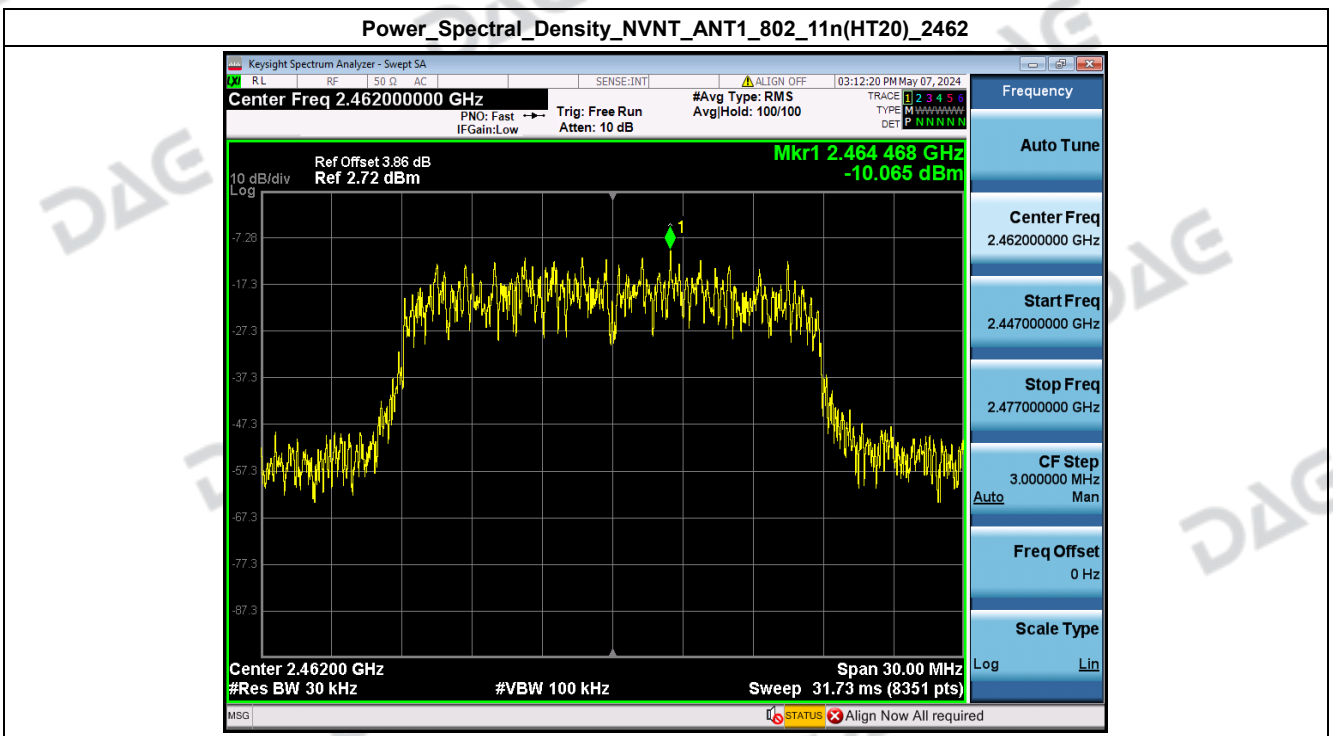 Power_Spectral_Density_NVNT_ANT1_802_11n(HT20)_2462
Keysight Spectrum Analyzer - Swept SA
LXI RL RF 50 Ω AC SENSE:INT ALIGN OFF 03:12:20 PM May 07, 2024
Center Freq 2.462000000 GHz
PNO: Fast
IFGain:Low
Trig: Free Run
Atten: 10 dB
#Avg Type: RMS
Avg|Hold: 100/100
TRACE 1 2 3 4 5 6
TYPE M W W W W W
DET P N N N N N
Mkr1 2.464 468 GHz
-10.065 dBm
Ref Offset 3.86 dB
10 dB/div Ref 2.72 dBm
Log
1
-7.28
-17.3
-27.3
-37.3
-47.3
-57.3
-67.3
-77.3
-87.3
Center 2.46200 GHz Span 30.00 MHz
#Res BW 30 kHz #VBW 100 kHz Sweep 31.73 ms (8351 pts)
MSG STATUS Align Now All required
Frequency
Auto Tune
Center Freq
2.462000000 GHz
Start Freq
2.447000000 GHz
Stop Freq
2.477000000 GHz
CF Step
3.000000 MHz
Auto Man
Freq Offset
0 Hz
Scale Type
Log Lin
DAG
DAG
DAG